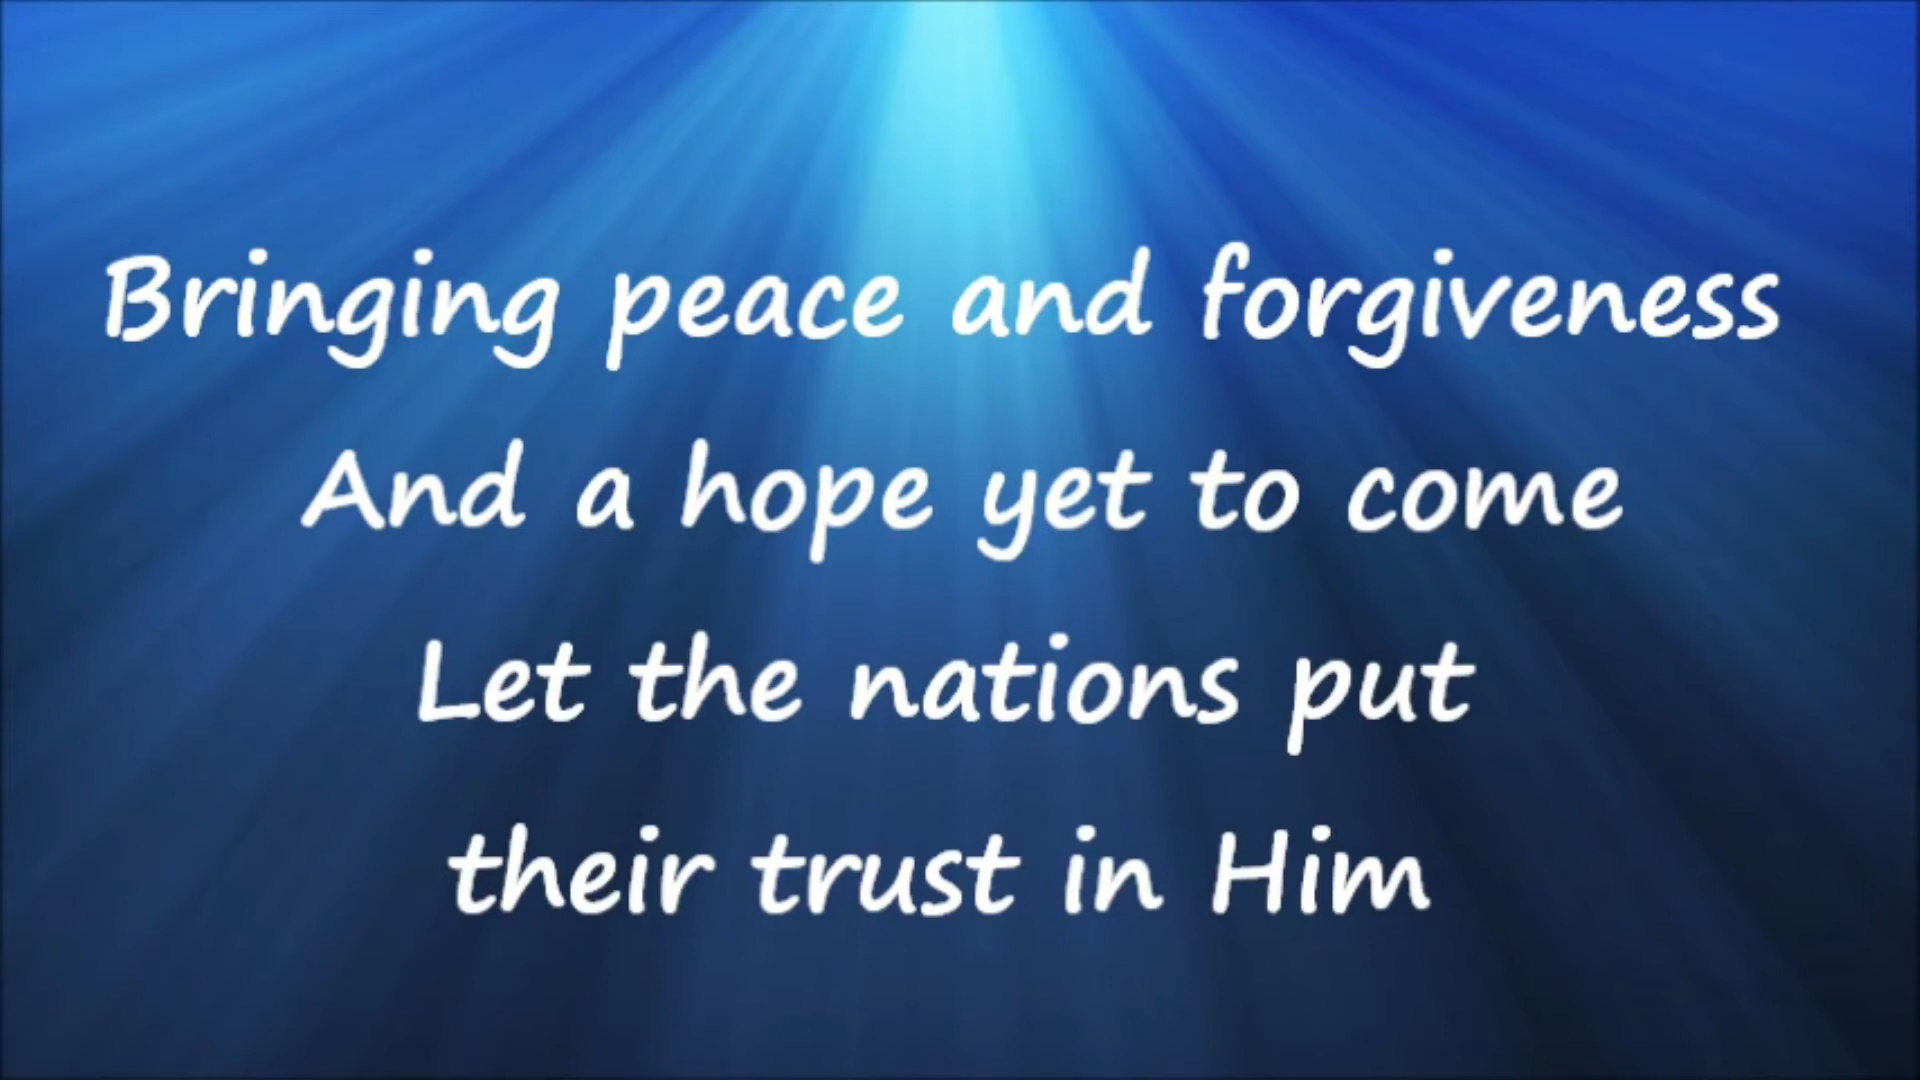 Bringing peace and forgiveness
And a hope yet to come
Let the nations put
their trust in Him